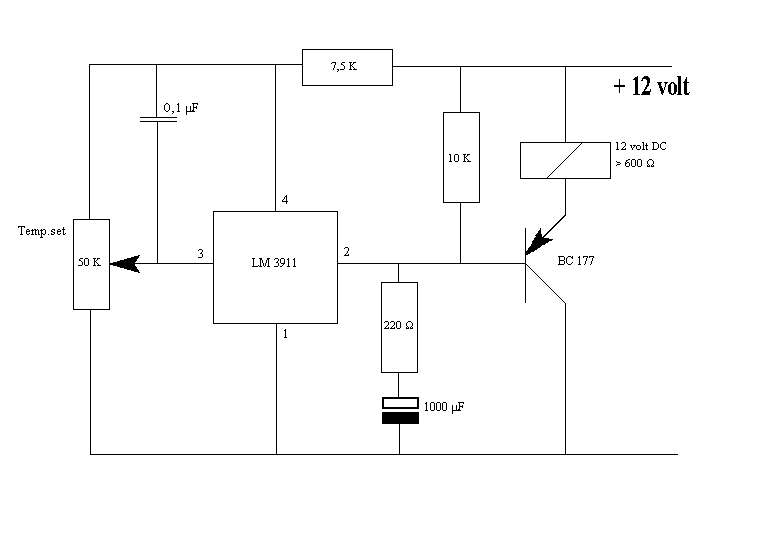 7,5 K
+ 12 volt
0,1 µF
10 K
12 volt DC
> 600 Ω
4
Temp.set
50 K
3
LM 3911
2
BC 177
220 Ω
1
1000 µF